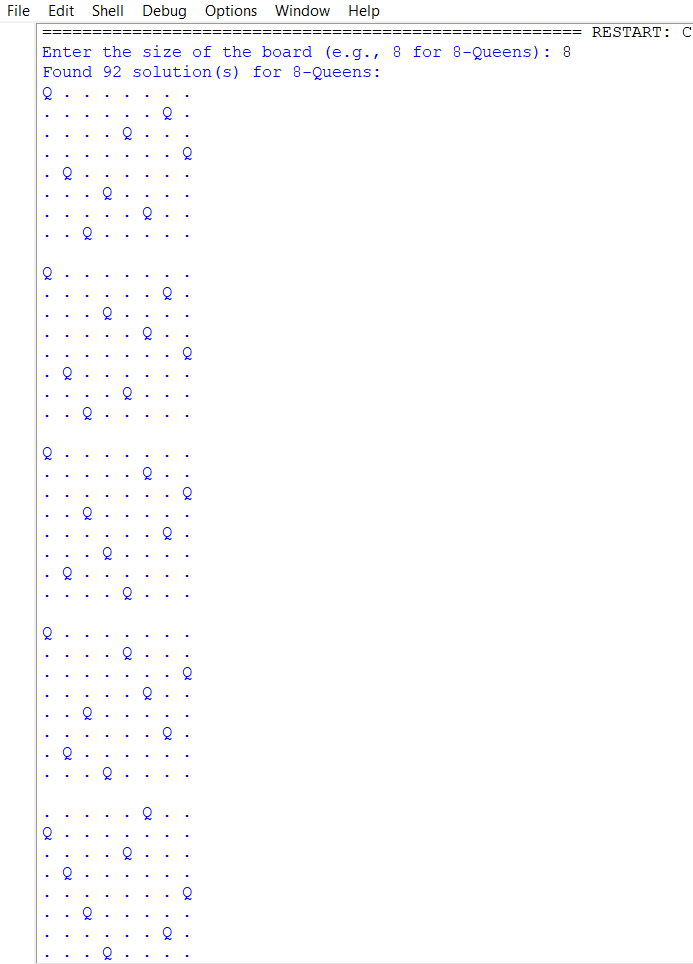 File Edit Shell Debug Options Window Help
====================================================== RESTART: C
Enter the size of the board (e.g., 8 for 8-Queens): 8
Found 92 solution(s) for 8-Queens:
Q . . . . . . .
. . . . . . Q .
. . . . Q . . .
. . . . . . . Q
. Q . . . . . .
. . . Q . . . .
. . . . . Q . .
. . Q . . . . .

Q . . . . . . .
. . . . . . Q .
. . . Q . . . .
. . . . . Q . .
. . . . . . . Q
. Q . . . . . .
. . . . Q . . .
. . Q . . . . .

Q . . . . . . .
. . . . . Q . .
. . . . . . . Q
. . Q . . . . .
. . . . . . Q .
. . . Q . . . .
. Q . . . . . .
. . . . Q . . .

Q . . . . . . .
. . . . Q . . .
. . . . . . . Q
. . . . . Q . .
. . Q . . . . .
. . . . . . Q .
. Q . . . . . .
. . . Q . . . .

. . . . . Q . .
Q . . . . . . .
. . . . Q . . .
. Q . . . . . .
. . . . . . . Q
. . Q . . . . .
. . . . . . Q .
. . . Q . . . .